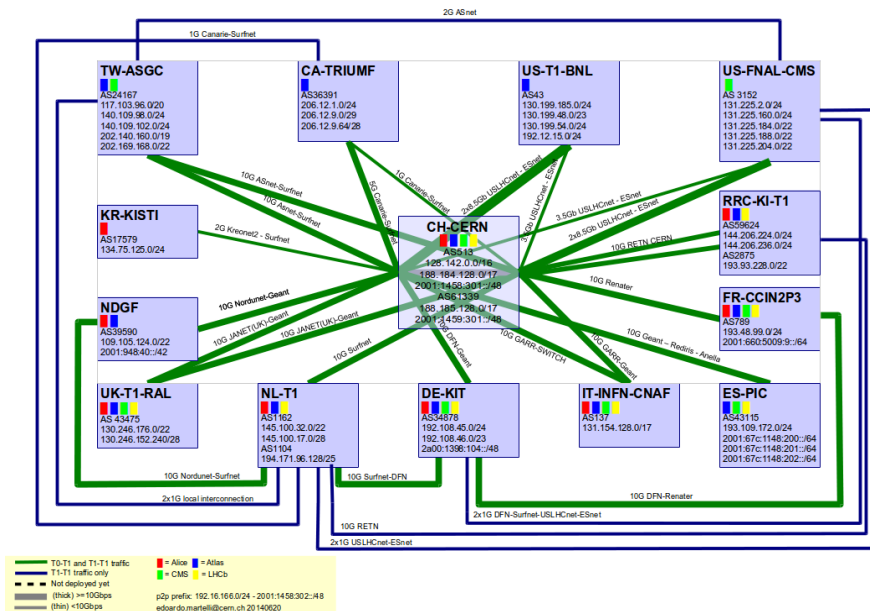 2G ASnet
1G Canarie-Surfnet
TW-ASGC
AS24167
117.103.96.0/20
140.109.98.0/24
140.109.102.0/24
202.140.160.0/19
202.169.168.0/22
CA-TRIUMF
AS36391
206.12.1.0/24
206.12.9.0/29
206.12.9.64/28
US-T1-BNL
AS43
130.199.185.0/24
130.199.48.0/23
130.199.54.0/24
192.12.15.0/24
US-FNAL-CMS
AS 3152
131.225.2.0/24
131.225.160.0/24
131.225.184.0/22
131.225.188.0/22
131.225.204.0/22
10G ASnet-Surfnet
10G Asnet-Surfnet
5G Canarie-Surfnet
1G Canarie-Surfnet
2x8.5Gb USLHCnet - ESnet
3.5Gb USLHCnet - ESnet
3.5Gb USLHCnet - ESnet
2x8.5Gb USLHCnet - ESnet
KR-KISTI
AS17579
134.75.125.0/24
2G Kreonet2 - Surfnet
CH-CERN
AS513
128.142.0.0/16
188.184.128.0/17
2001:1458:301::/48
AS61339
188.185.128.0/17
2001:1459:301::/48
10G RETN CERN
RRC-KI-T1
AS59624
144.206.224.0/24
144.206.236.0/24
AS2875
193.93.228.0/22
NDGF
AS39590
109.105.124.0/22
2001:948:40::/42
10G Nordunet-Geant
10G JANET(UK)-Geant
10G JANET(UK)-Geant
10G Surfnet
10G DFN-Geant
10G GARR-SWITCH
10G GARR-Geant
10G Geant – Rediris - Anella
10G Renater
FR-CCIN2P3
AS789
193.48.99.0/24
2001:660:5009:9::/64
UK-T1-RAL
AS 43475
130.246.176.0/22
130.246.152.240/28
NL-T1
AS1162
145.100.32.0/22
145.100.17.0/28
AS1104
194.171.96.128/25
DE-KIT
AS34878
192.108.45.0/24
192.108.46.0/23
2a00:1398:104::/48
IT-INFN-CNAF
AS137
131.154.128.0/17
ES-PIC
AS43115
193.109.172.0/24
2001:67c:1148:200::/64
2001:67c:1148:201::/64
2001:67c:1148:202::/64
10G Nordunet-Surfnet
10G Surfnet-DFN
10G DFN-Renater
2x1G local interconnection
2x1G DFN-Surfnet-USLHCnet-ESnet
10G RETN
2x1G USLHCnet-ESnet
T0-T1 and T1-T1 traffic
T1-T1 traffic only
Not deployed yet
(thick) >=10Gbps
(thin) <10Gbps
= Alice = Atlas
= CMS = LHCb
p2p prefix: 192.16.166.0/24 - 2001:1458:302::/48
edoardo.martelli@cern.ch 20140620